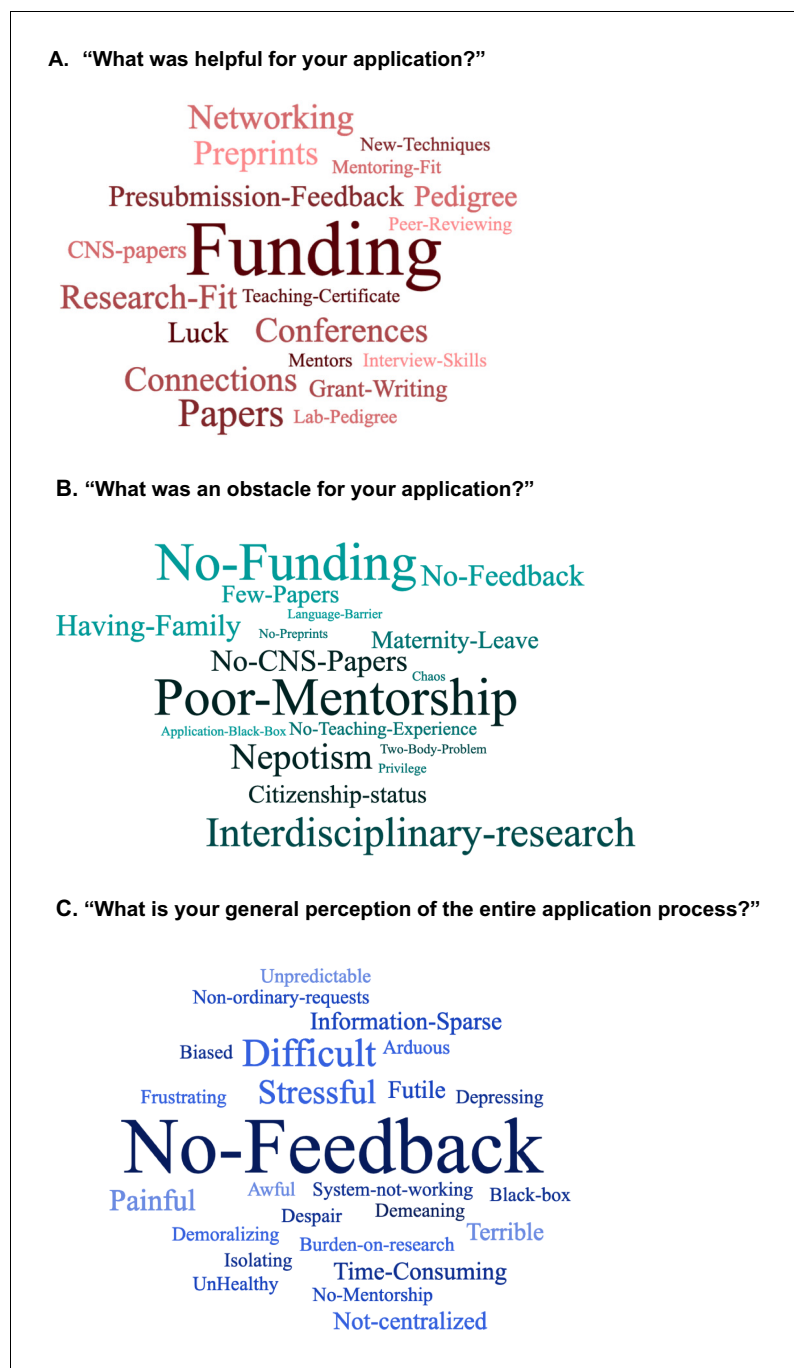 A. “What was helpful for your application?”
Networking
Preprints New-Techniques
Mentoring-Fit
Presubmission-Feedback Pedigree
Peer-Reviewing
CNS-papers Funding
Research-Fit Teaching-Certificate
Luck Conferences
Mentors Interview-Skills
Connections Grant-Writing
Papers Lab-Pedigree
B. “What was an obstacle for your application?”
No-Funding No-Feedback
Few-Papers
Language-Barrier
Having-Family No-Preprints Maternity-Leave
No-CNS-Papers
Chaos
Poor-Mentorship
Application-Black-Box No-Teaching-Experience
Nepotism Two-Body-Problem
Privilege
Citizenship-status
Interdisciplinary-research
C. “What is your general perception of the entire application process?”
Unpredictable
Non-ordinary-requests
Information-Sparse
Biased Difficult Arduous
Frustrating Stressful Futile Depressing
No-Feedback
Painful Awful System-not-working Black-box
Despair Demeaning
Demoralizing Burden-on-research Terrible
Isolating
UnHealthy Time-Consuming
No-Mentorship
Not-centralized